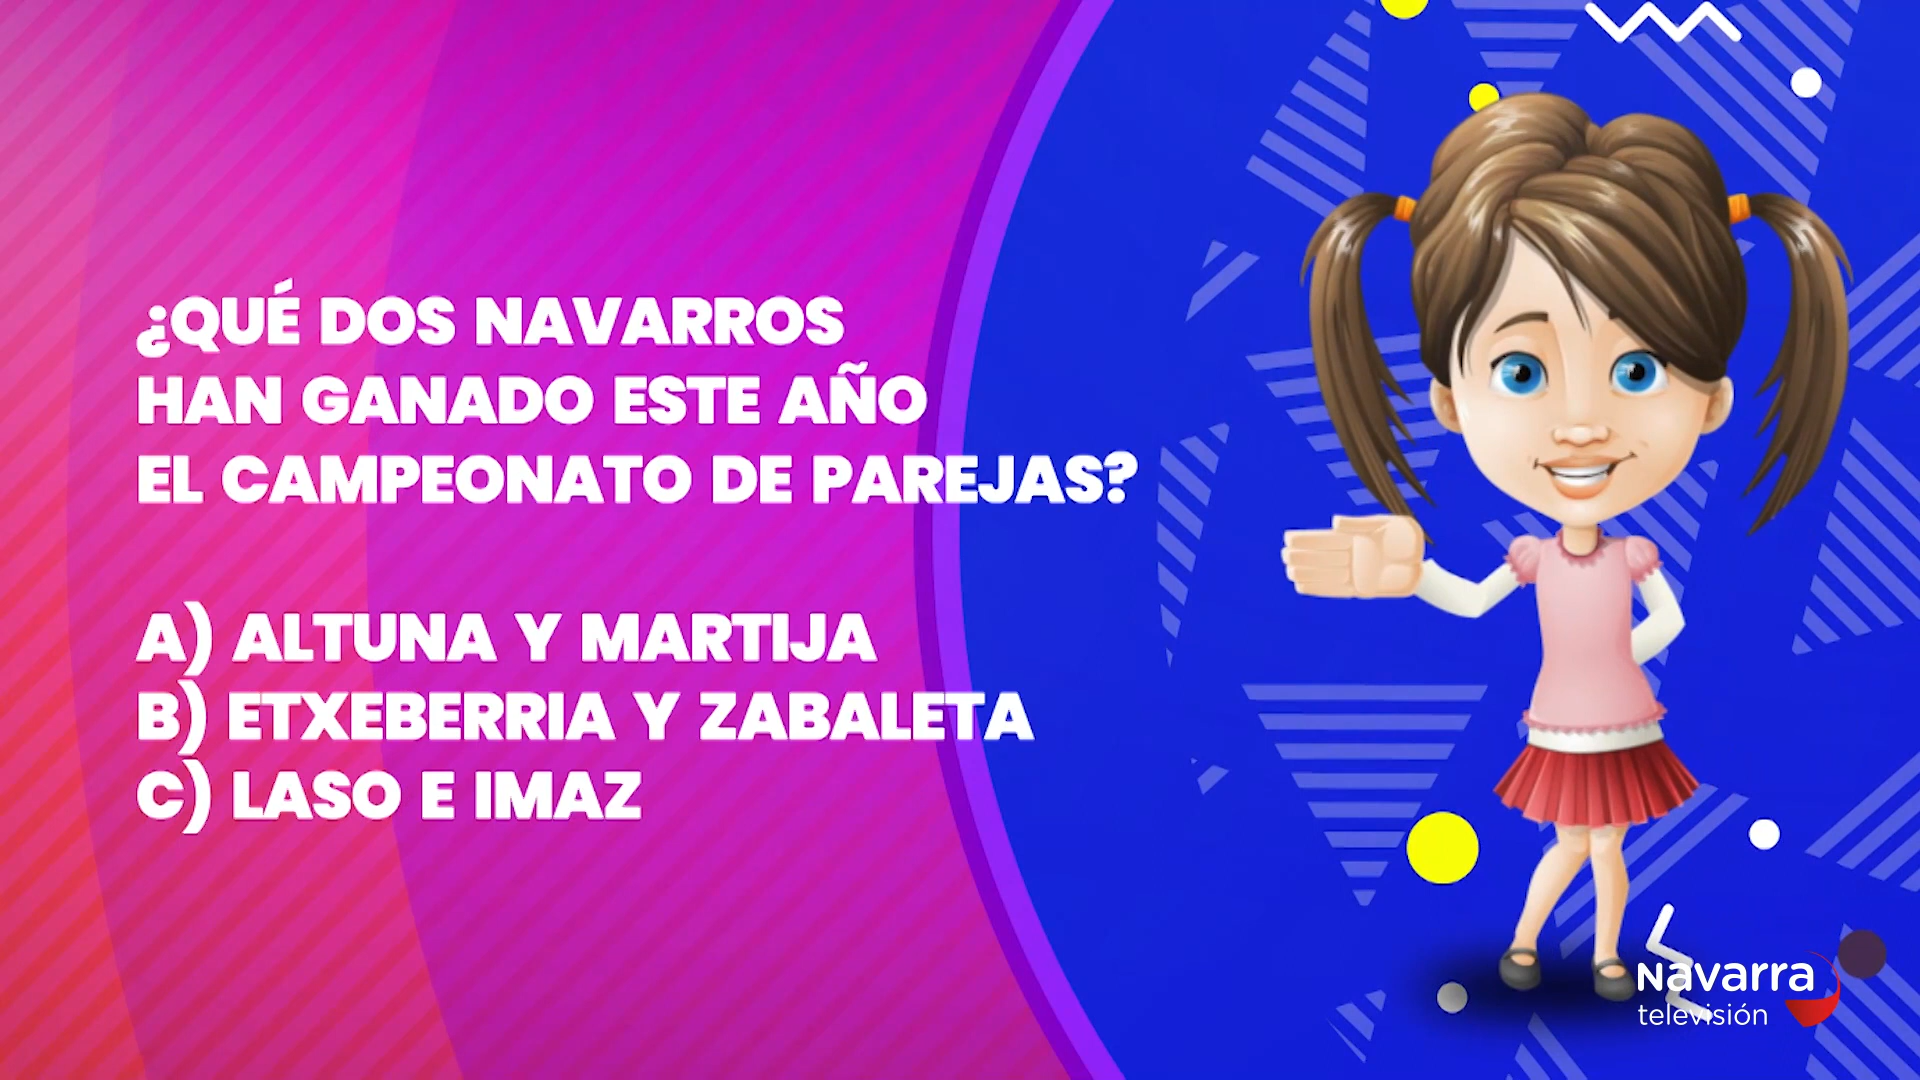 ¿QUÉ DOS NAVARROS
HAN GANADO ESTE AÑO
EL CAMPEONATO DE PAREJAS?
A) ALTUNA Y MARTIJA
B) ETXEBERRIA Y ZABALETA
C) LASO E IMAZ
Navarra
televisión